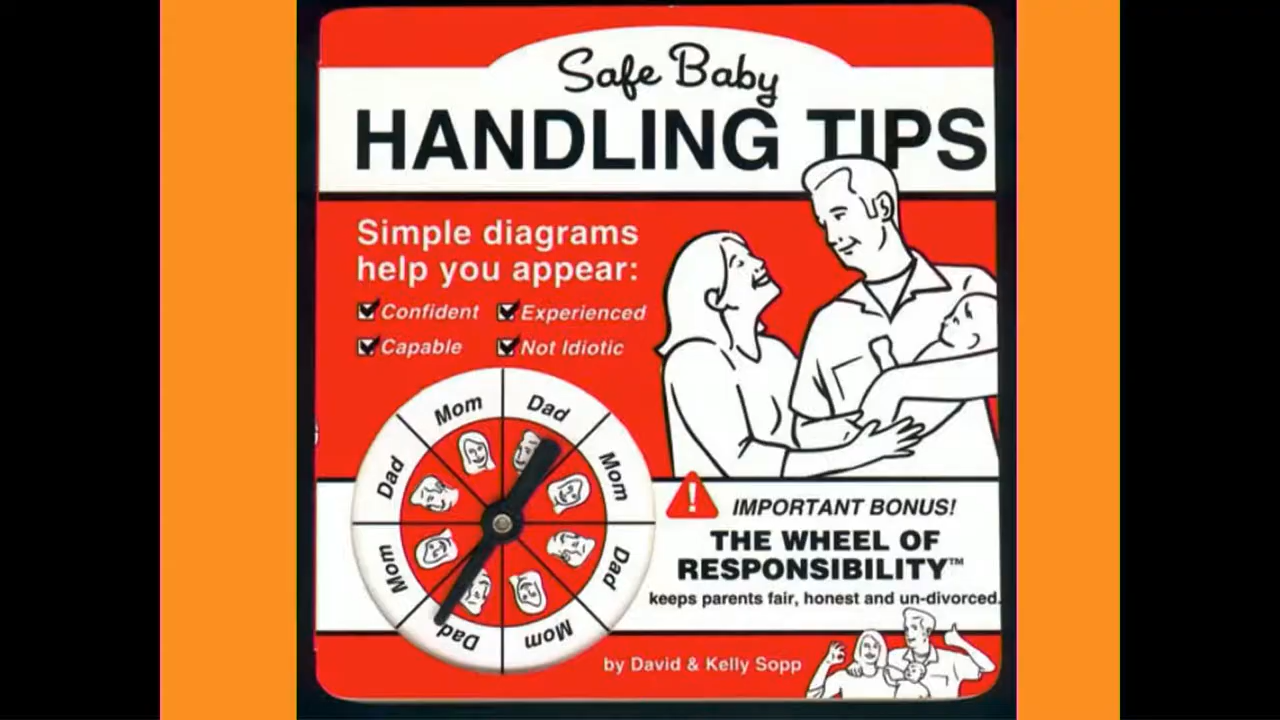 Safe Baby
HANDLING TIPS
Simple diagrams
help you appear:
Confident
Experienced
Capable
Not Idiotic
Mom
Dad
Mom
Dad
Mom
Dad
Mom
Dad
IMPORTANT BONUS!
THE WHEEL OF
RESPONSIBILITY™
keeps parents fair, honest and un-divorced.
by David & Kelly Sopp